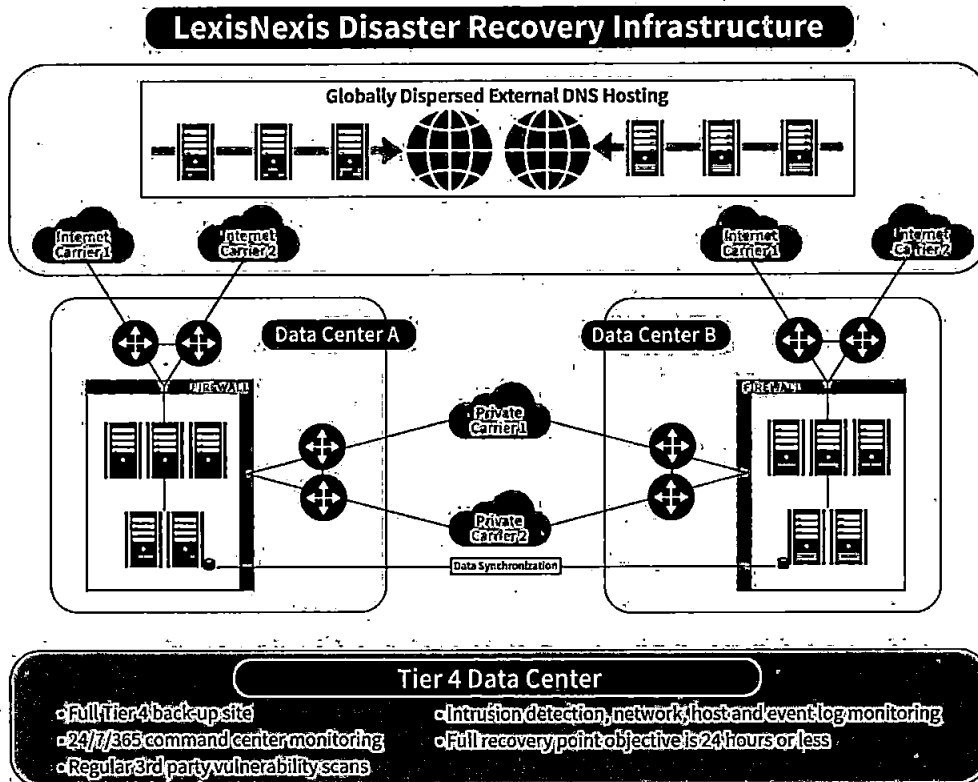 LexisNexis Disaster Recovery Infrastructure
Globally Dispersed External DNS Hosting
Internet
Carrier 1
Internet
Carrier 2
Internet
Carrier 1
Internet
Carrier 2
Data Center A
Data Center B
FIREWALL
FIREWALL
Private
Carrier 1
Private
Carrier 2
Data Synchronization
Tier 4 Data Center
• Full Tier 4 back-up site
• 24/7/365 command center monitoring
• Regular 3rd party vulnerability scans
• Intrusion detection, network, host and event log monitoring
• Full recovery point objective is 24 hours or less